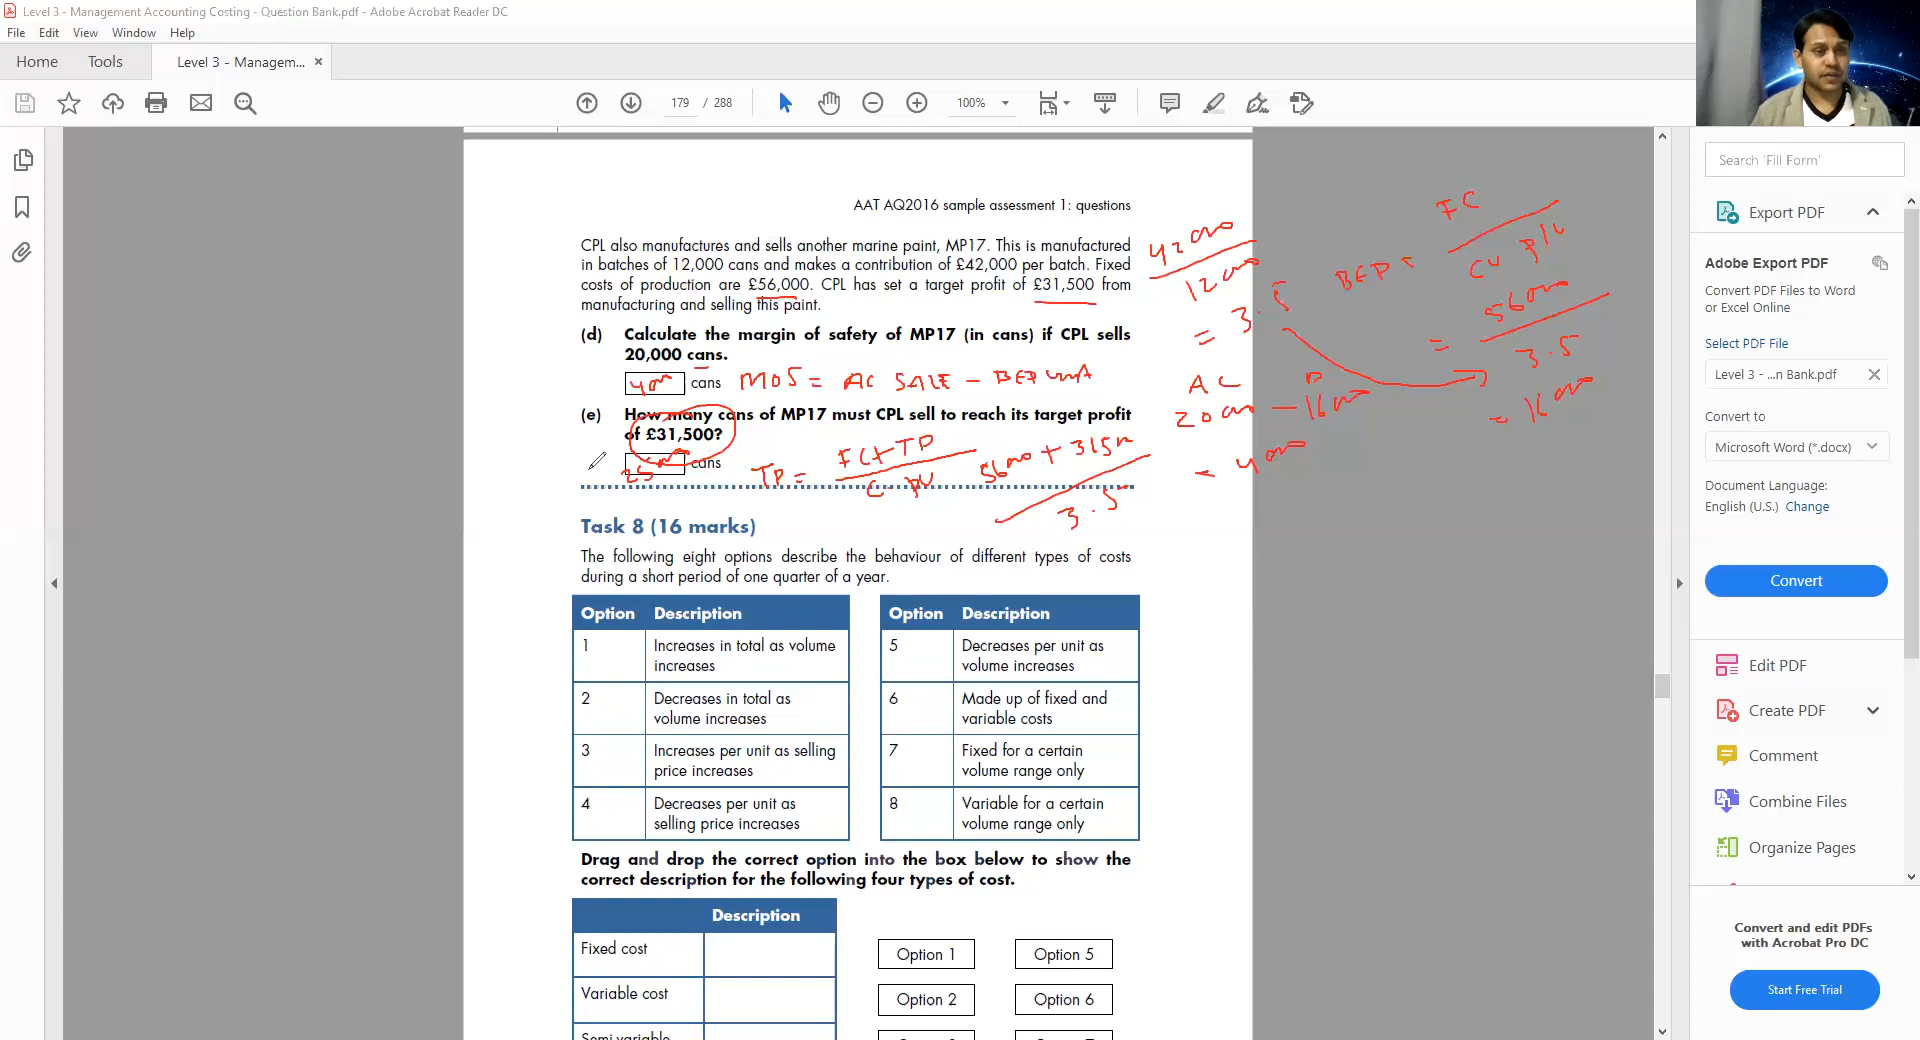 Level 3 - Management Accounting Costing - Question Bank.pdf - Adobe Acrobat Reader DC
File Edit View Window Help
Home Tools Level 3 - Managem... ×
179 / 288 100%
AAT AQ2016 sample assessment 1: questions
CPL also manufactures and sells another marine paint, MP17. This is manufactured
in batches of 12,000 cans and makes a contribution of £42,000 per batch. Fixed
costs of production are £56,000. CPL has set a target profit of £31,500 from
manufacturing and selling this paint.
(d) Calculate the margin of safety of MP17 (in cans) if CPL sells
20,000 cans.
cans MOS = AC SALE - BEP unit
(e) How many cans of MP17 must CPL sell to reach its target profit
of £31,500?
cans
TP = FC+TP
3.5
= 3.5
BEP = FC
= 3.5
AC
Task 8 (16 marks)
The following eight options describe the behaviour of different types of costs
during a short period of one quarter of a year.
Option Description
1 Increases in total as volume
increases
2 Decreases in total as
volume increases
3 Increases per unit as selling
price increases
4 Decreases per unit as
selling price increases
Option Description
5 Decreases per unit as
volume increases
6 Made up of fixed and
variable costs
7 Fixed for a certain
volume range only
8 Variable for a certain
volume range only
Drag and drop the correct option into the box below to show the
correct description for the following four types of cost.
Description
Fixed cost
Variable cost
Semi variable
Option 1 Option 5
Option 2 Option 6
Search 'Fill Form'
Export PDF
Adobe Export PDF
Convert PDF Files to Word
or Excel Online
Select PDF File
Level 3 - ...n Bank.pdf
Convert to
Microsoft Word (*.docx)
Document Language:
English (U.S.) Change
Convert
Edit PDF
Create PDF
Comment
Combine Files
Organize Pages
Convert and edit PDFs
with Acrobat Pro DC
Start Free Trial